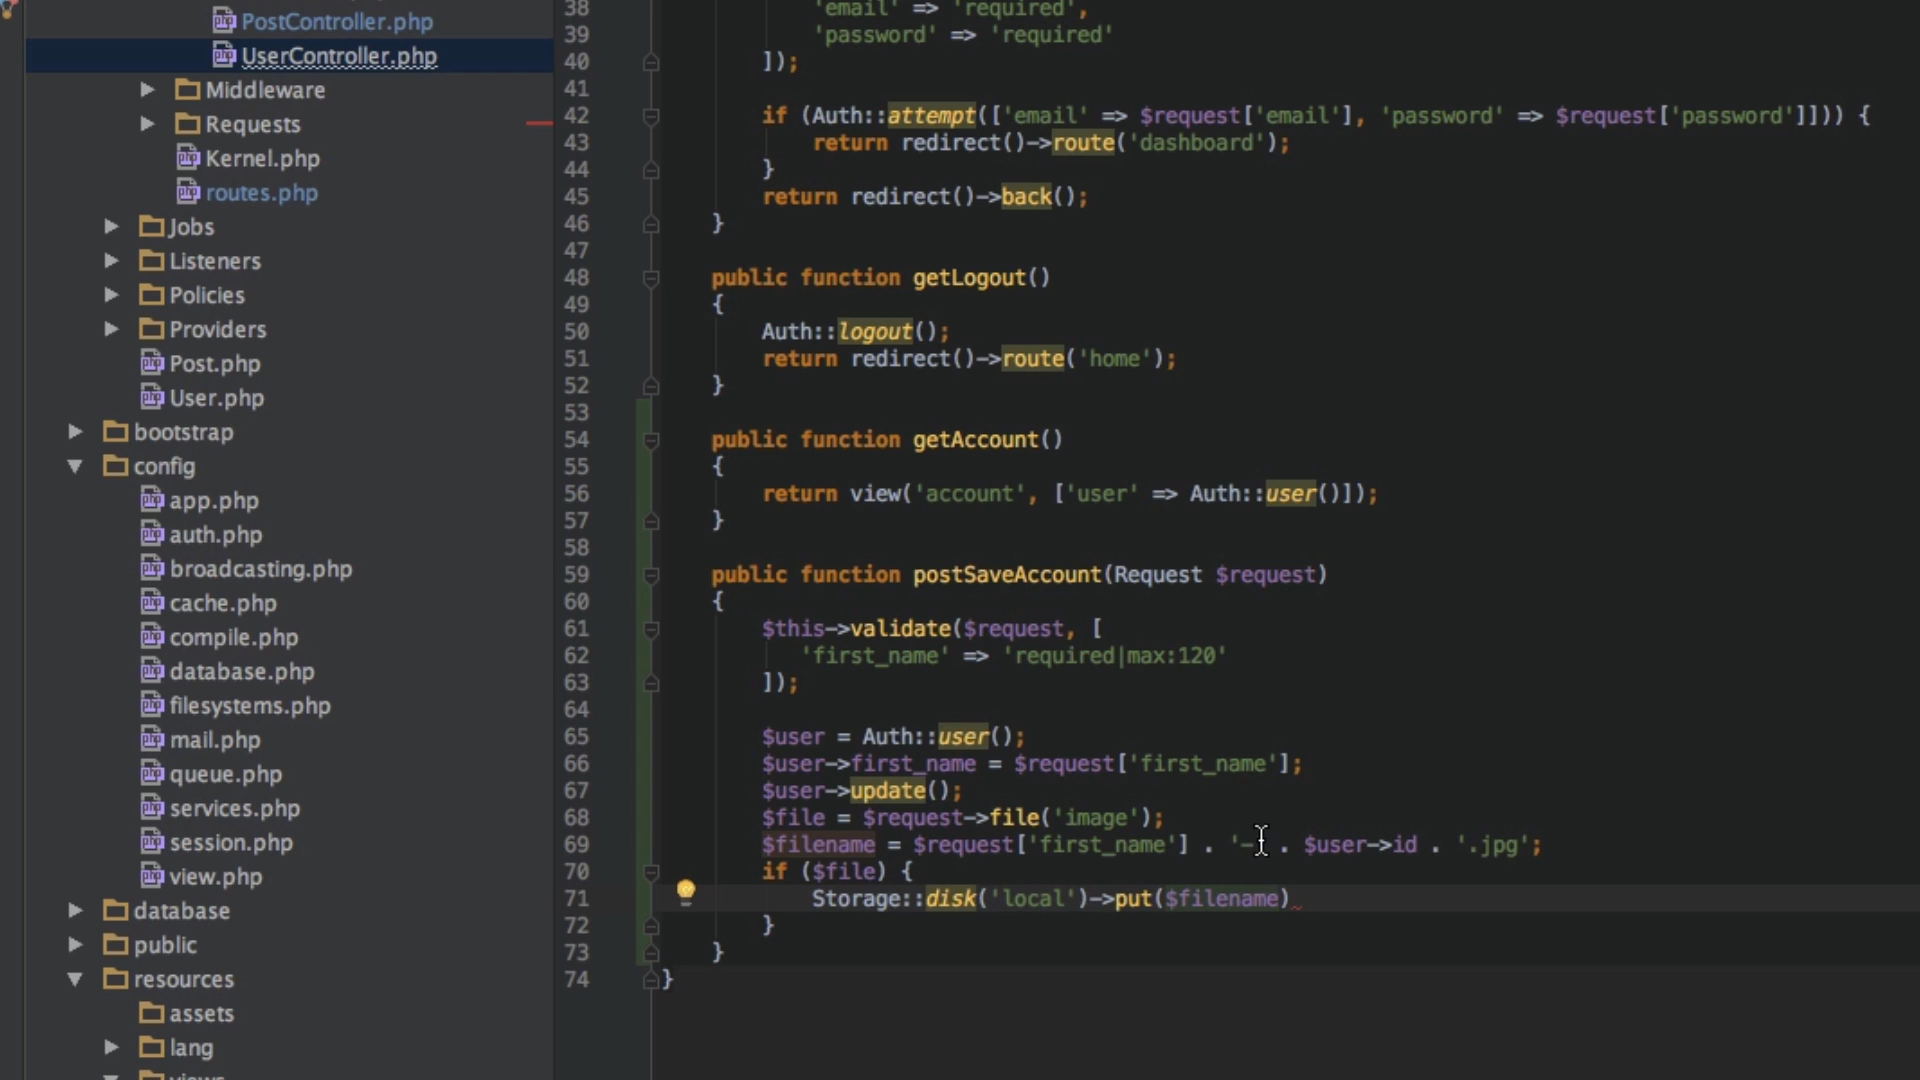 PostController.php
UserController.php
Middleware
Requests
Kernel.php
routes.php
Jobs
Listeners
Policies
Providers
Post.php
User.php
bootstrap
config
app.php
auth.php
broadcasting.php
cache.php
compile.php
database.php
filesystems.php
mail.php
queue.php
services.php
session.php
view.php
database
public
resources
assets
lang
views
38 'email' => 'required',
39 'password' => 'required'
40 ]);
41
42 if (Auth::attempt(['email' => $request['email'], 'password' => $request['password']])) {
43 return redirect()->route('dashboard');
44 }
45 return redirect()->back();
46 }
47
48 public function getLogout()
49 {
50 Auth::logout();
51 return redirect()->route('home');
52 }
53
54 public function getAccount()
55 {
56 return view('account', ['user' => Auth::user()]);
57 }
58
59 public function postSaveAccount(Request $request)
60 {
61 $this->validate($request, [
62 'first_name' => 'required|max:120'
63 ]);
64
65 $user = Auth::user();
66 $user->first_name = $request['first_name'];
67 $user->update();
68 $file = $request->file('image');
69 $filename = $request['first_name'] . '-' . $user->id . '.jpg';
70 if ($file) {
71 Storage::disk('local')->put($filename)
72 }
73 }
74 }